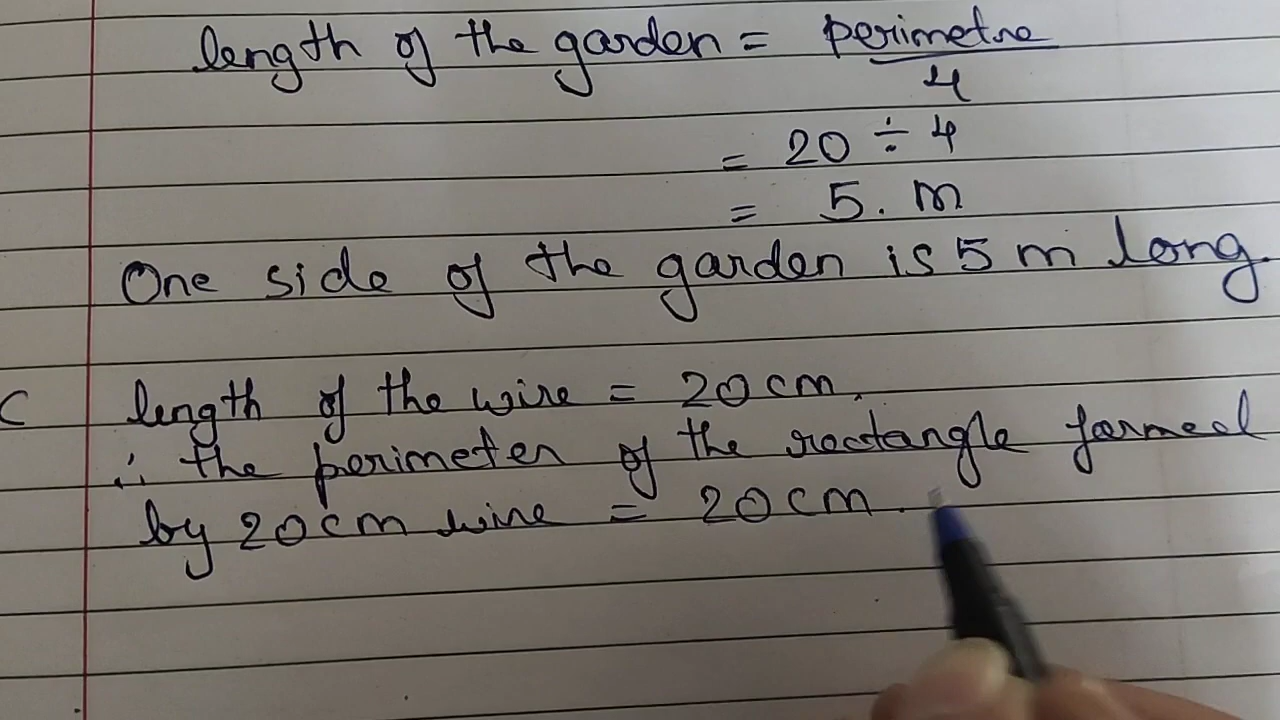 length of the garden = perimetre
4
= 20 ÷ 4
= 5. m
One side of the garden is 5 m long.
C length of the wire = 20 cm.
∴ the perimeter of the rectangle formed
by 20 cm wire = 20 cm.